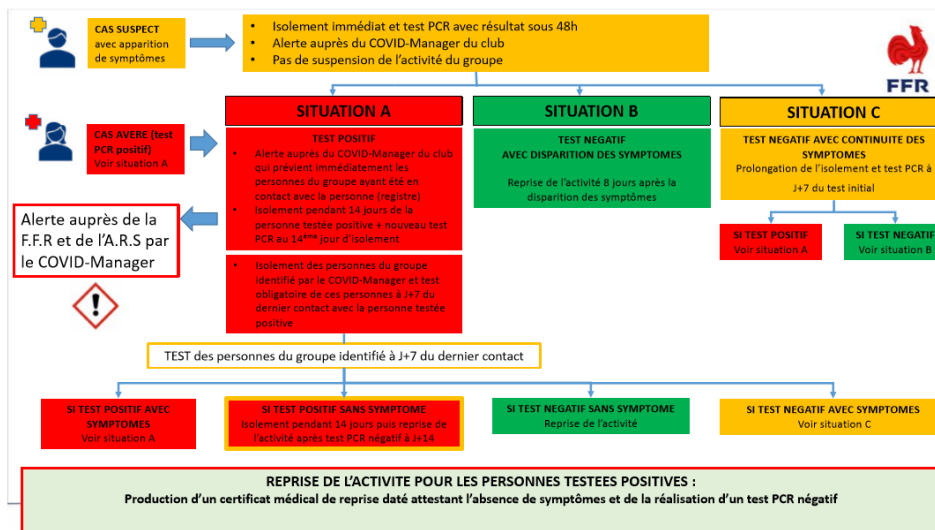 CAS SUSPECT
avec apparition
de symptômes
• Isolement immédiat et test PCR avec résultat sous 48h
• Alerte auprès du COVID-Manager du club
• Pas de suspension de l'activité du groupe
FFR
CAS AVERE (test
PCR positif)
Voir situation A
SITUATION A
TEST POSITIF
• Alerte auprès du COVID-Manager du club
qui prévient immédiatement les
personnes du groupe ayant été en
contact avec la personne (registre)
• Isolement pendant 14 jours de la
personne testée positive + nouveau test
PCR au 14ème jour d'isolement
• Isolement des personnes du groupe
identifié par le COVID-Manager et test
obligatoire de ces personnes à J+7 du
dernier contact avec la personne testée
positive
SITUATION B
TEST NEGATIF
AVEC DISPARITION DES SYMPTOMES
Reprise de l'activité 8 jours après la
disparition des symptômes
SITUATION C
TEST NEGATIF AVEC CONTINUITE DES
SYMPTOMES
Prolongation de l'isolement et test PCR à
J+7 du test initial
SI TEST POSITIF
Voir situation A
SI TEST NEGATIF
Voir situation B
Alerte auprès de la
F.F.R et de l'A.R.S par
le COVID-Manager
!
TEST des personnes du groupe identifié à J+7 du dernier contact
SI TEST POSITIF AVEC
SYMPTOMES
Voir situation A
SI TEST POSITIF SANS SYMPTOME
Isolement pendant 14 jours puis reprise
de l'activité après test PCR négatif à J+14
SI TEST NEGATIF SANS SYMPTOME
Reprise de l'activité
SI TEST NEGATIF AVEC SYMPTOMES
Voir situation C
REPRISE DE L'ACTIVITE POUR LES PERSONNES TESTEES POSITIVES :
Production d'un certificat médical de reprise daté attestant l'absence de symptômes et de la réalisation d'un test PCR négatif